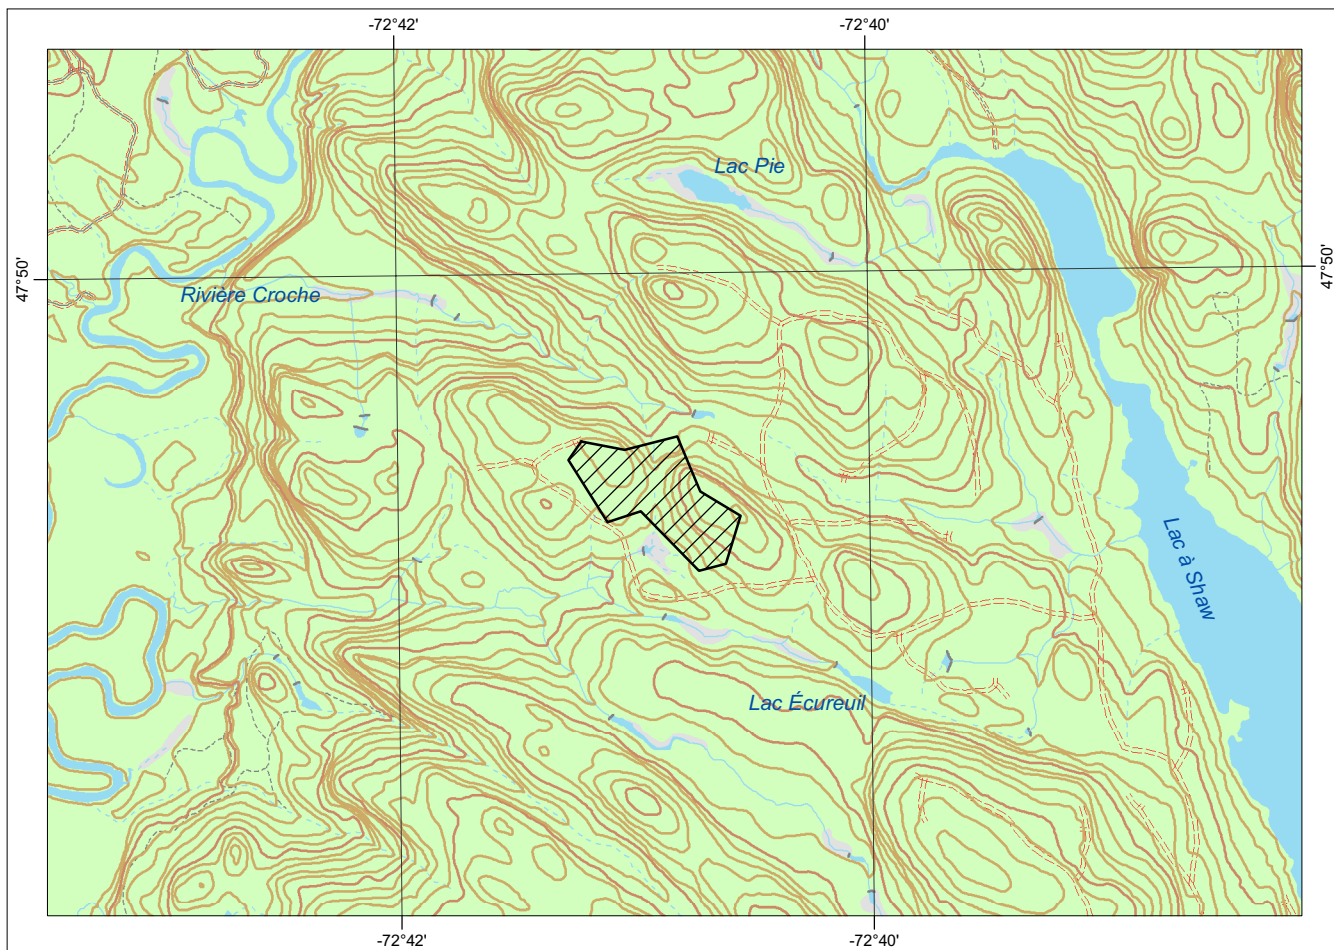 -72°42' -72°40'
Lac Pie
47°50' 47°50'
Rivière Croche
Lac à Shaw
Lac Écureuil
-72°42' -72°40'